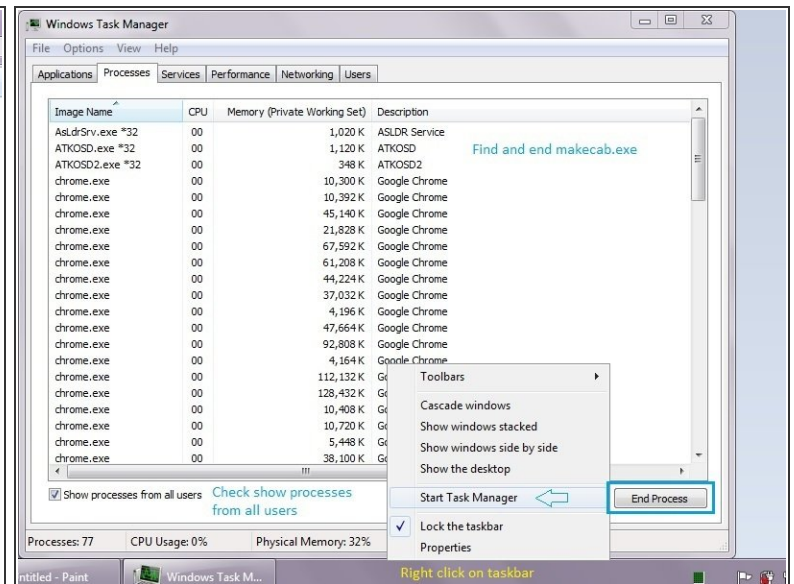 Windows Task Manager
File Options View Help
Applications Processes Services Performance Networking Users
Image Name CPU Memory (Private Working Set) Description
AsLdrSrv.exe *32 00 1,020 K ASLDR Service
ATKOSD.exe *32 00 1,120 K ATKOSD
Find and end makecab.exe
ATKOSD2.exe *32 00 348 K ATKOSD2
chrome.exe 00 10,300 K Google Chrome
chrome.exe 00 10,392 K Google Chrome
chrome.exe 00 45,140 K Google Chrome
chrome.exe 00 21,828 K Google Chrome
chrome.exe 00 67,592 K Google Chrome
chrome.exe 00 61,208 K Google Chrome
chrome.exe 00 44,224 K Google Chrome
chrome.exe 00 37,032 K Google Chrome
chrome.exe 00 4,196 K Google Chrome
chrome.exe 00 47,664 K Google Chrome
chrome.exe 00 92,808 K Google Chrome
chrome.exe 00 4,164 K Google Chrome
chrome.exe 00 112,132 K
chrome.exe 00 128,432 K
chrome.exe 00 10,408 K
chrome.exe 00 10,720 K
chrome.exe 00 5,448 K
chrome.exe 00 38,100 K
Toolbars
Cascade windows
Show windows stacked
Show windows side by side
Show the desktop
Start Task Manager
Lock the taskbar
Properties
Show processes from all users
Check show processes
from all users
End Process
Processes: 77 CPU Usage: 0% Physical Memory: 32%
ntitled - Paint
Windows Task M...
Right click on taskbar